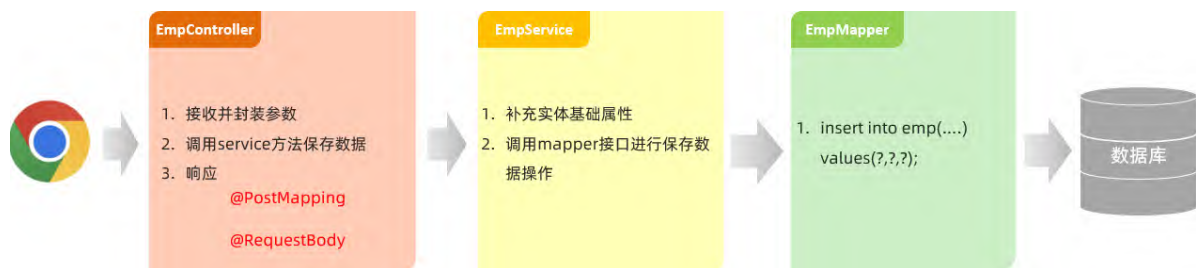 EmpController
1. 接收并封装参数
2. 调用service方法保存数据
3. 响应
@PostMapping
@RequestBody
EmpService
1. 补充实体基础属性
2. 调用mapper接口进行保存数
据操作
EmpMapper
1. insert into emp(....)
values(?,?,?);
数据库